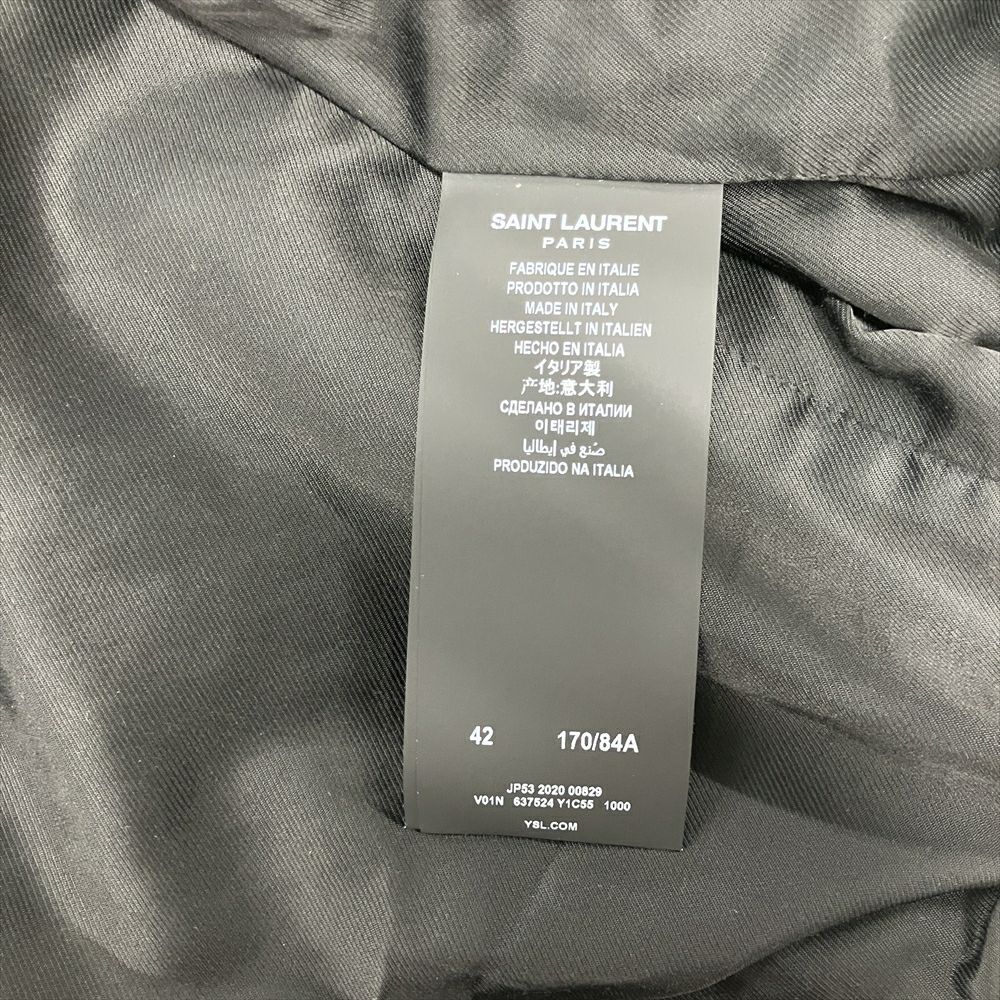 SAINT LAURENT
PARIS
FABRIQUE EN ITALIE
PRODOTTO IN ITALIA
MADE IN ITALY
HERGESTELLT IN ITALIEN
HECHO EN ITALIA
イタリア製
产地:意大利
СДЕЛАНО В ИТАЛИИ
이태리제
صنع في إيطاليا
PRODUZIDO NA ITALIA
42 170/84A
JP53 2020 00829
V01N 637524 Y1C55 1000
YSL.COM